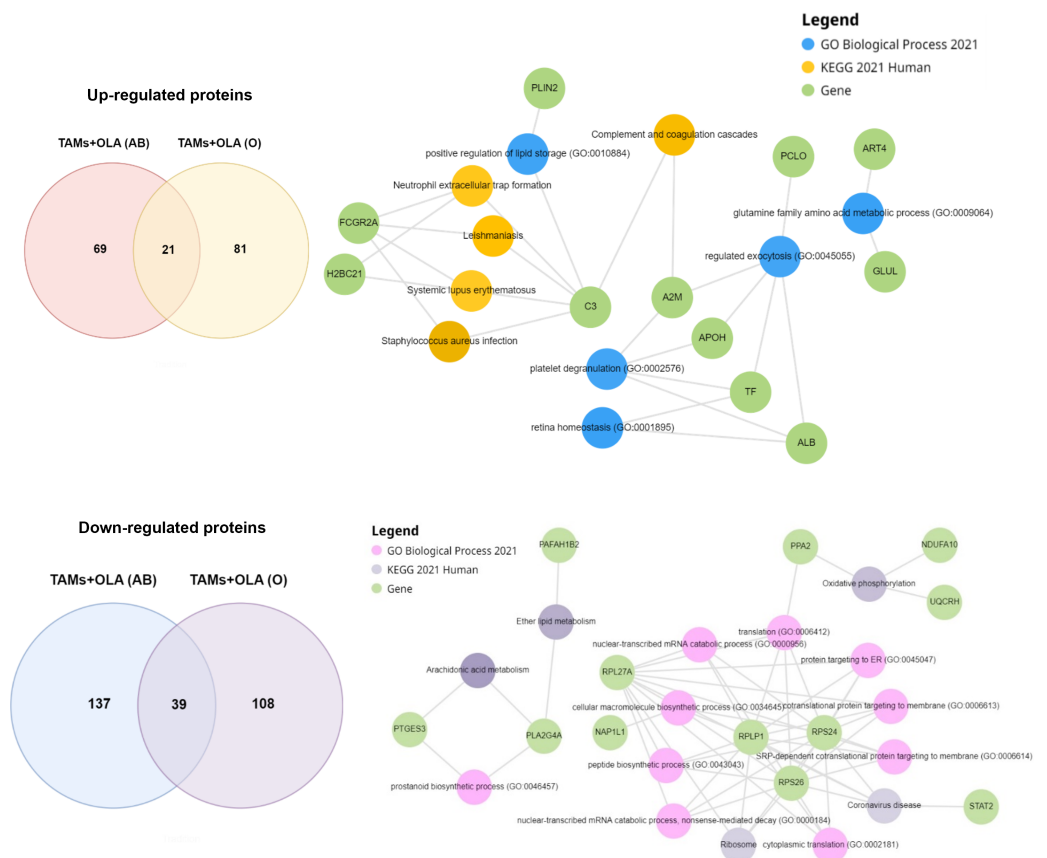 Legend
GO Biological Process 2021
KEGG 2021 Human
Gene
Up-regulated proteins
TAMs+OLA (AB)
TAMs+OLA (O)
69
21
81
PLIN2
positive regulation of lipid storage (GO:0010884)
Complement and coagulation cascades
PCLO
ART4
Neutrophil extracellular trap formation
glutamine family amino acid metabolic process (GO:0009064)
FCGR2A
Leishmaniasis
regulated exocytosis (GO:0045055)
H2BC21
GLUL
Systemic lupus erythematosus
C3
A2M
Staphylococcus aureus infection
APOH
platelet degranulation (GO:0002576)
TF
retina homeostasis (GO:0001895)
ALB
Down-regulated proteins
TAMs+OLA (AB)
TAMs+OLA (O)
137
39
108
Legend
GO Biological Process 2021
KEGG 2021 Human
Gene
PAFAH1B2
PPA2
NDUFA10
Oxidative phosphorylation
UQCRH
Ether lipid metabolism
translation (GO:0006412)
nuclear-transcribed mRNA catabolic process (GO:0000956)
protein targeting to ER (GO:0045047)
Arachidonic acid metabolism
RPL27A
cellular macromolecule biosynthetic process (GO:0034645)
cotranslational protein targeting to membrane (GO:0006613)
PTGES3
PLA2G4A
NAP1L1
RPLP1
RPS24
SRP-dependent cotranslational protein targeting to membrane (GO:0006614)
peptide biosynthetic process (GO:0043043)
RPS26
prostanoid biosynthetic process (GO:0046457)
Coronavirus disease
STAT2
nuclear-transcribed mRNA catabolic process, nonsense-mediated decay (GO:0000184)
Ribosome
cytoplasmic translation (GO:0002181)